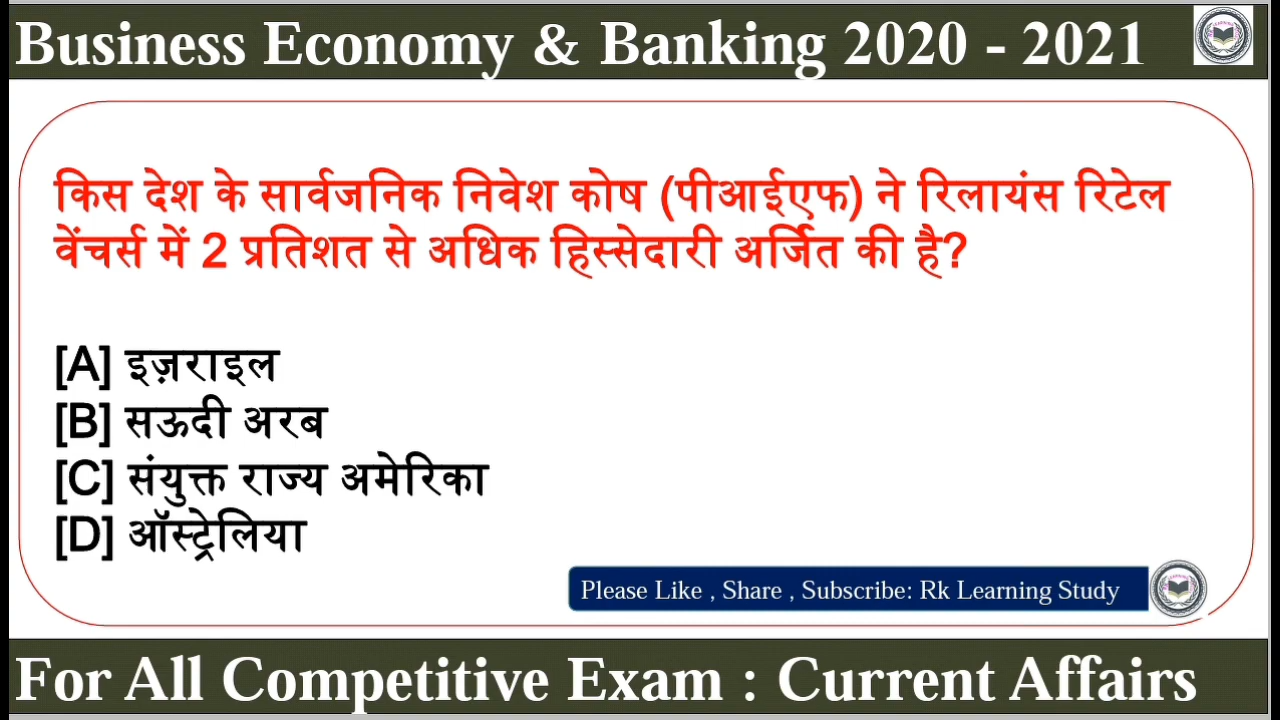 Business Economy & Banking 2020 - 2021
किस देश के सार्वजनिक निवेश कोष (पीआईएफ) ने रिलायंस रिटेल
वेंचर्स में 2 प्रतिशत से अधिक हिस्सेदारी अर्जित की है?
[A] इज़राइल
[B] सऊदी अरब
[C] संयुक्त राज्य अमेरिका
[D] ऑस्ट्रेलिया
Please Like , Share , Subscribe: Rk Learning Study
For All Competitive Exam : Current Affairs